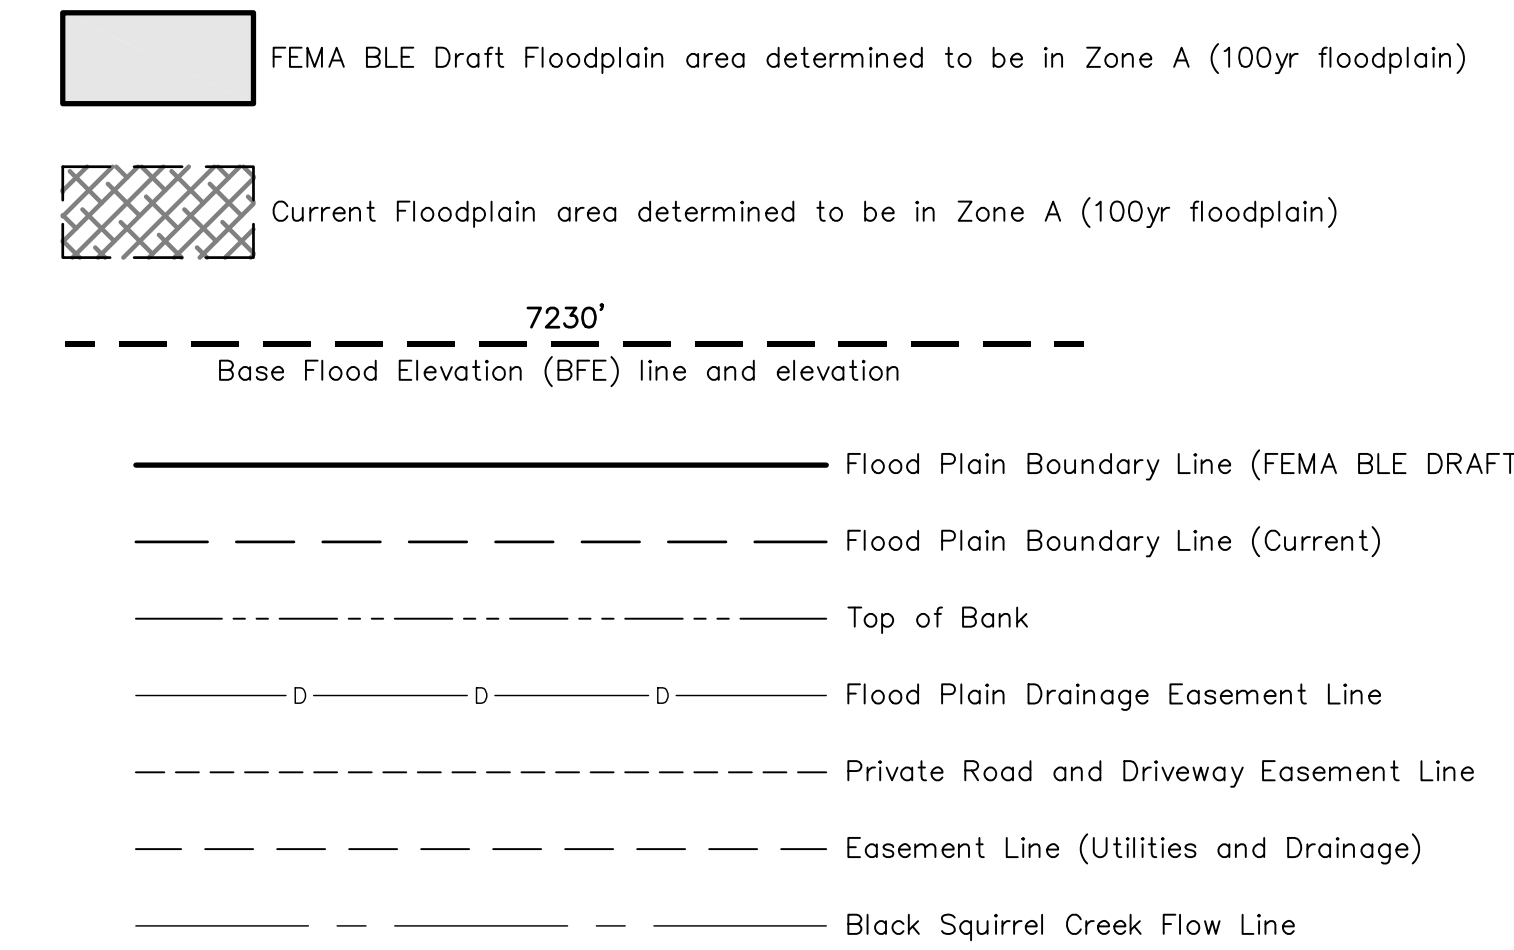 FEMA BLE Draft Floodplain area determined to be in Zone A (100yr floodplain)
Current Floodplain area determined to be in Zone A (100yr floodplain)
7230'
Base Flood Elevation (BFE) line and elevation
Flood Plain Boundary Line (FEMA BLE DRAFT
Flood Plain Boundary Line (Current)
Top of Bank
D D D Flood Plain Drainage Easement Line
Private Road and Driveway Easement Line
Easement Line (Utilities and Drainage)
Black Squirrel Creek Flow Line